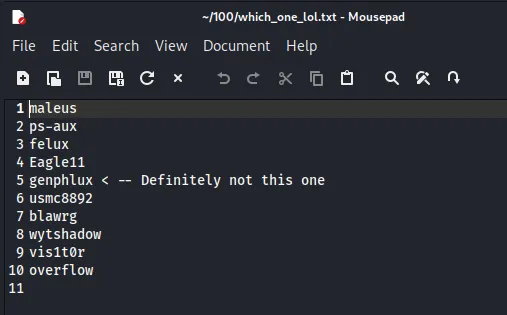 ~/100/which_one_lol.txt - Mousepad
File Edit Search View Document Help
1 maleus
2 ps-aux
3 felux
4 Eagle11
5 genphlux < -- Definitely not this one
6 usmc8892
7 blawrg
8 wytshadow
9 vis1t0r
10 overflow
11